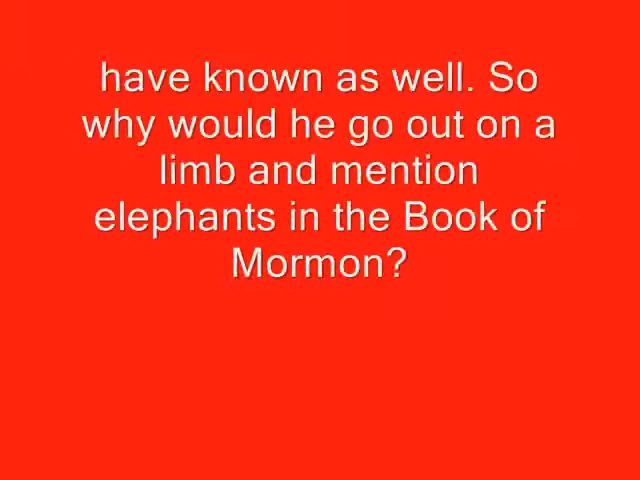 have known as well. So
why would he go out on a
limb and mention
elephants in the Book of
Mormon?